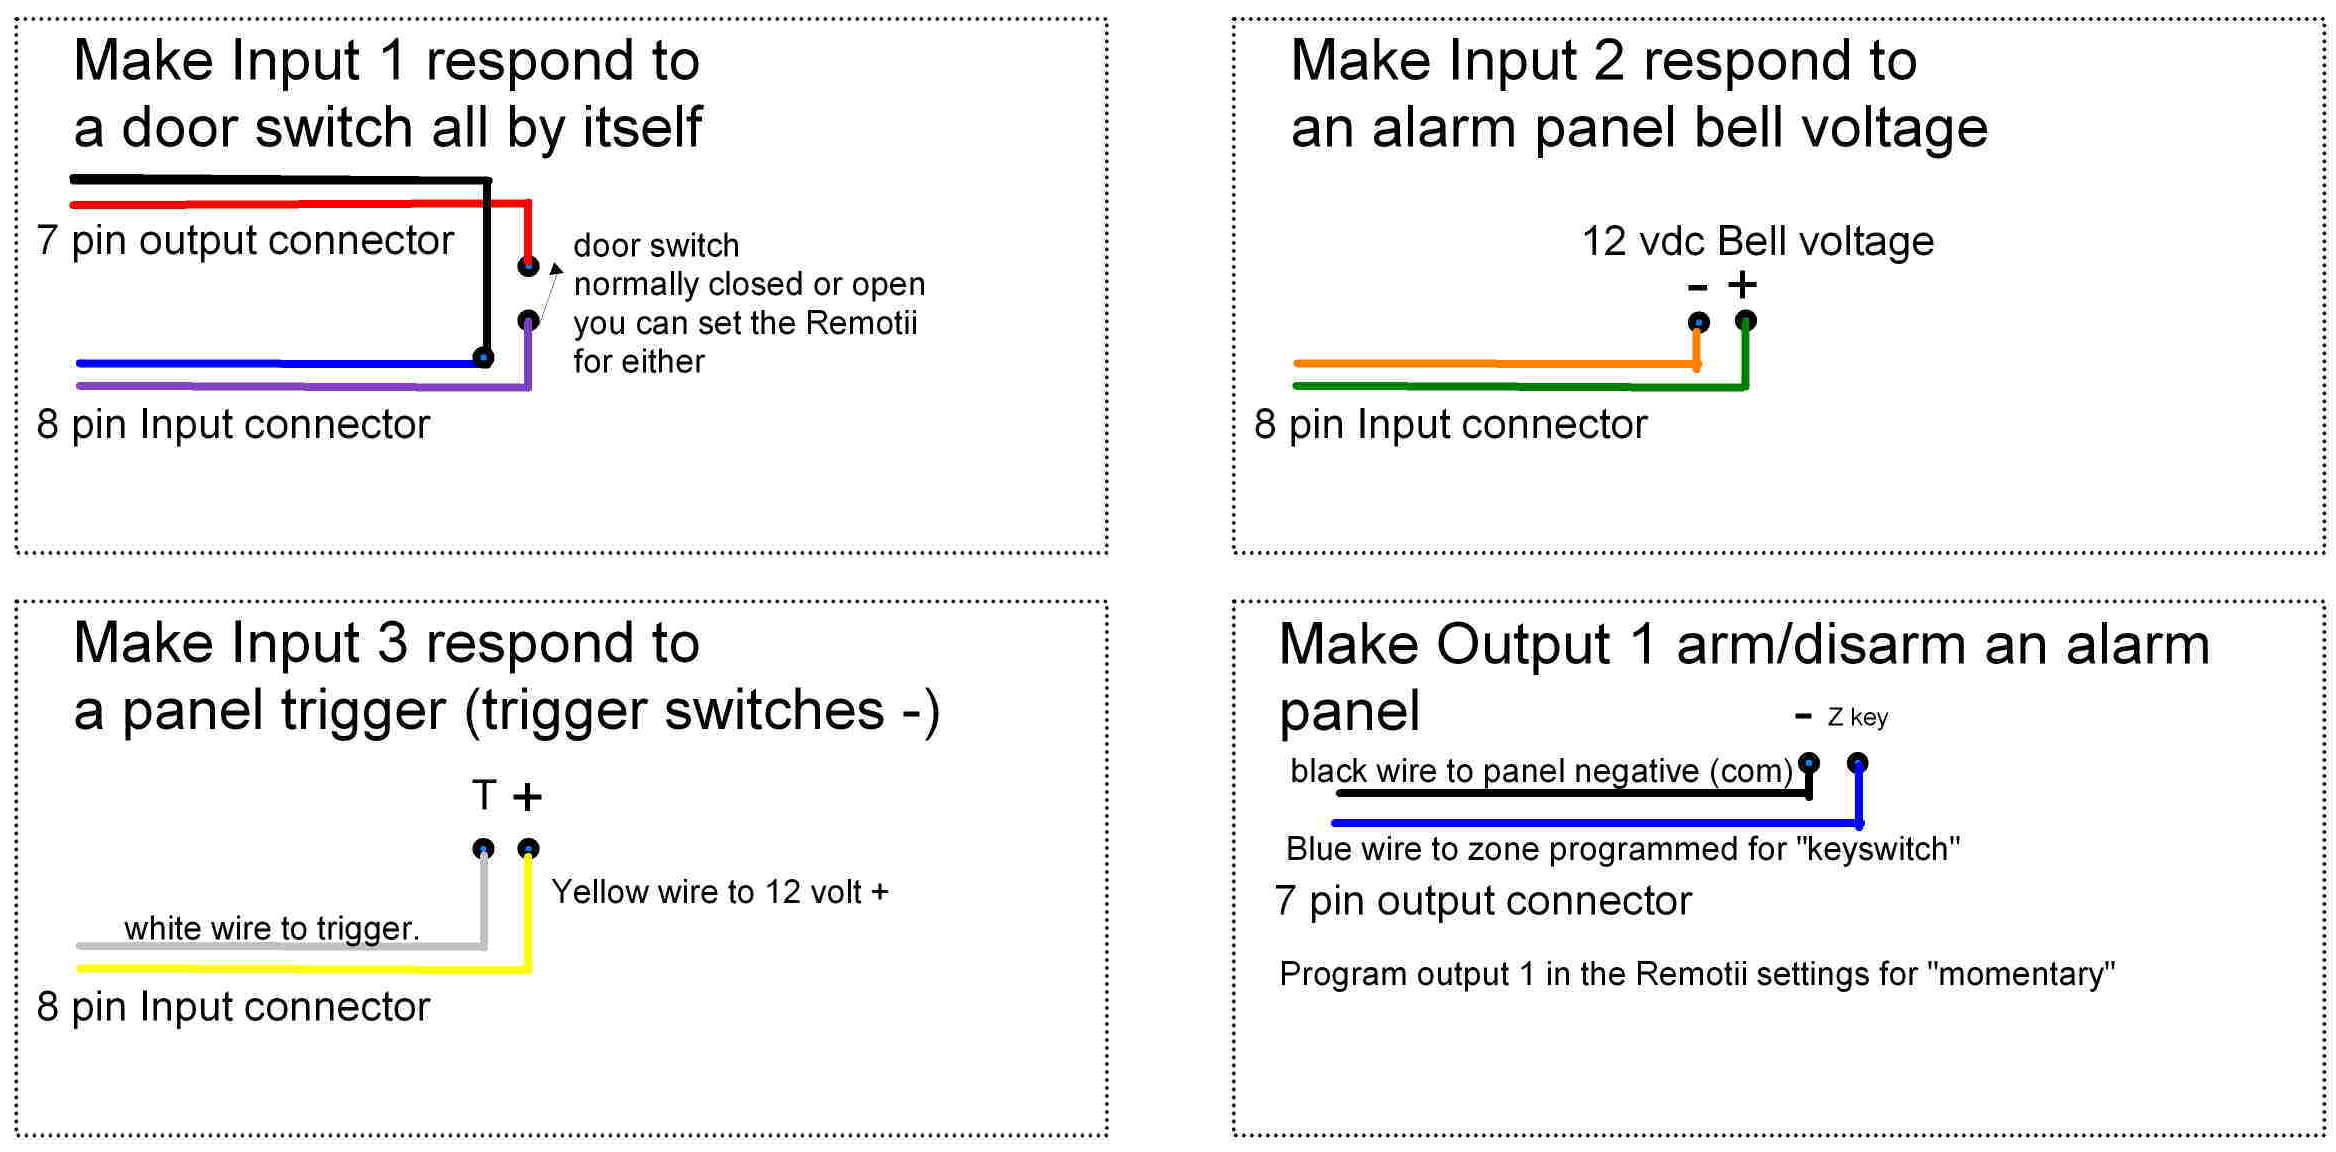 Make Input 1 respond to
a door switch all by itself
7 pin output connector
door switch
normally closed or open
you can set the Remotii
for either
8 pin Input connector
Make Input 2 respond to
an alarm panel bell voltage
12 vdc Bell voltage
- +
8 pin Input connector
Make Input 3 respond to
a panel trigger (trigger switches -)
T +
Yellow wire to 12 volt +
white wire to trigger.
8 pin Input connector
Make Output 1 arm/disarm an alarm
panel
- Z key
black wire to panel negative (com)
Blue wire to zone programmed for "keyswitch"
7 pin output connector
Program output 1 in the Remotii settings for "momentary"